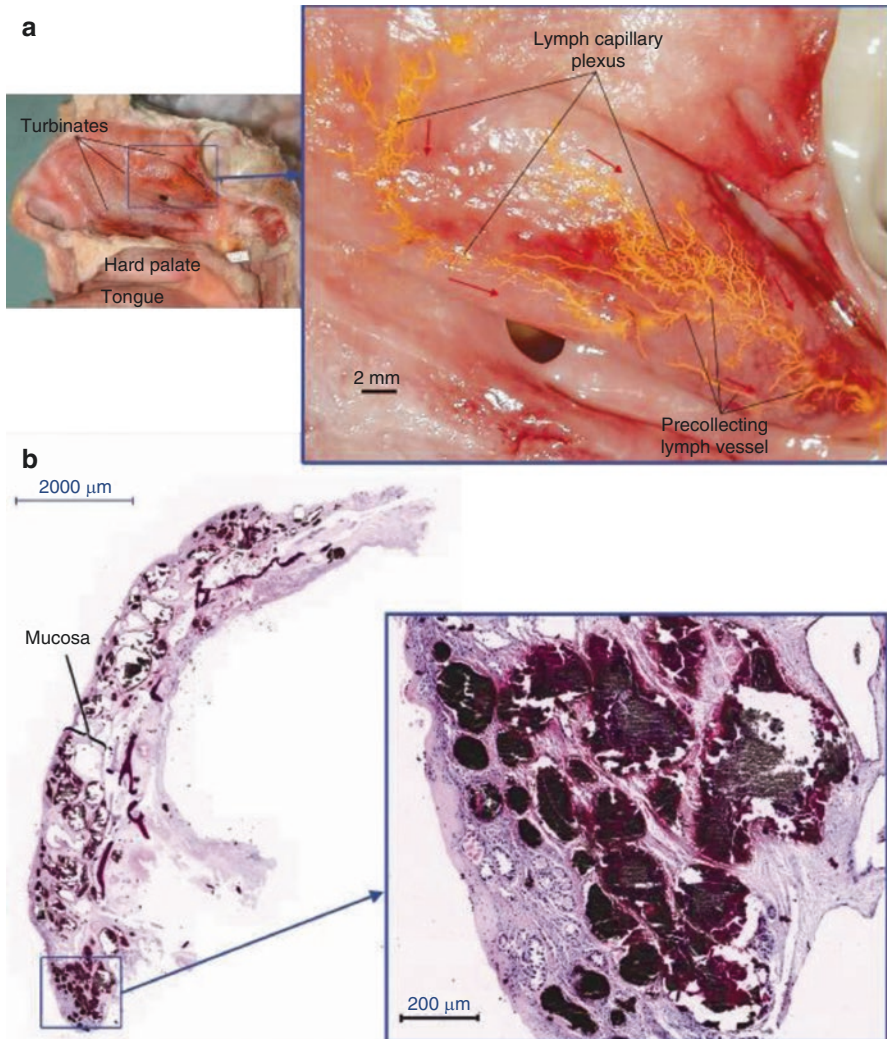 a
Turbinates
Hard palate
Tongue
Lymph capillary
plexus
2 mm
Precollecting
lymph vessel
b
2000 μm
Mucosa
200 μm